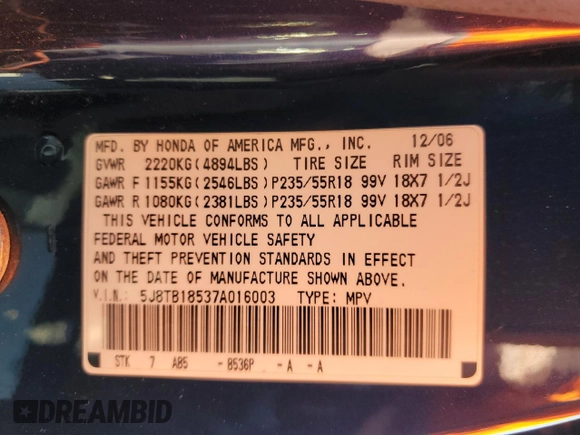 MFD. BY HONDA OF AMERICA MFG., INC. 12/06
GVWR 2220KG(4894LBS) TIRE SIZE RIM SIZE
GAWR F 1155KG(2546LBS) P235/55R18 99V 18X7 1/2J
GAWR R 1080KG(2381LBS) P235/55R18 99V 18X7 1/2J
THIS VEHICLE CONFORMS TO ALL APPLICABLE
FEDERAL MOTOR VEHICLE SAFETY
AND THEFT PREVENTION STANDARDS IN EFFECT
ON THE DATE OF MANUFACTURE SHOWN ABOVE.
V.I.N.: 5J8TB18537A016003 TYPE: MPV
STK 7 AB5 -B536P -A -A
DREAMBID